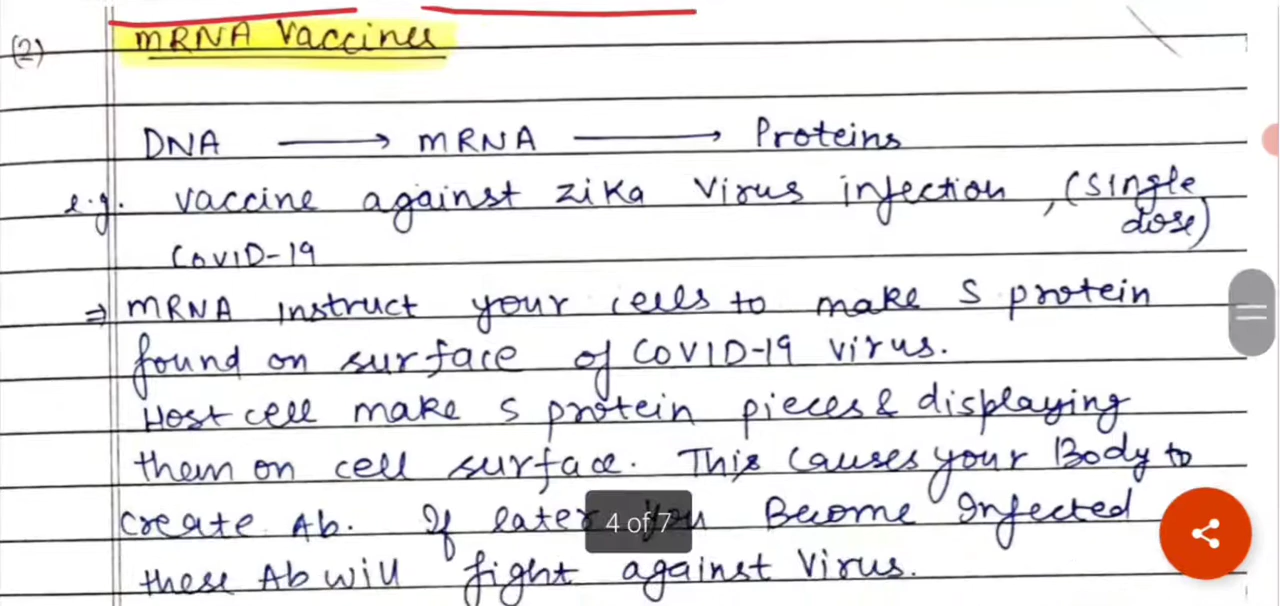 (2) mRNA Vaccines
DNA → mRNA → Proteins
e.g. vaccine against zika virus infection, (single dose)
COVID-19
⇒ mRNA instruct your cells to make S protein
found on surface of COVID-19 virus.
Host cell make S protein pieces & displaying
them on cell surface. This causes your Body to
create Ab. If later you Become Infected
4 of 7
these Ab will fight against Virus.